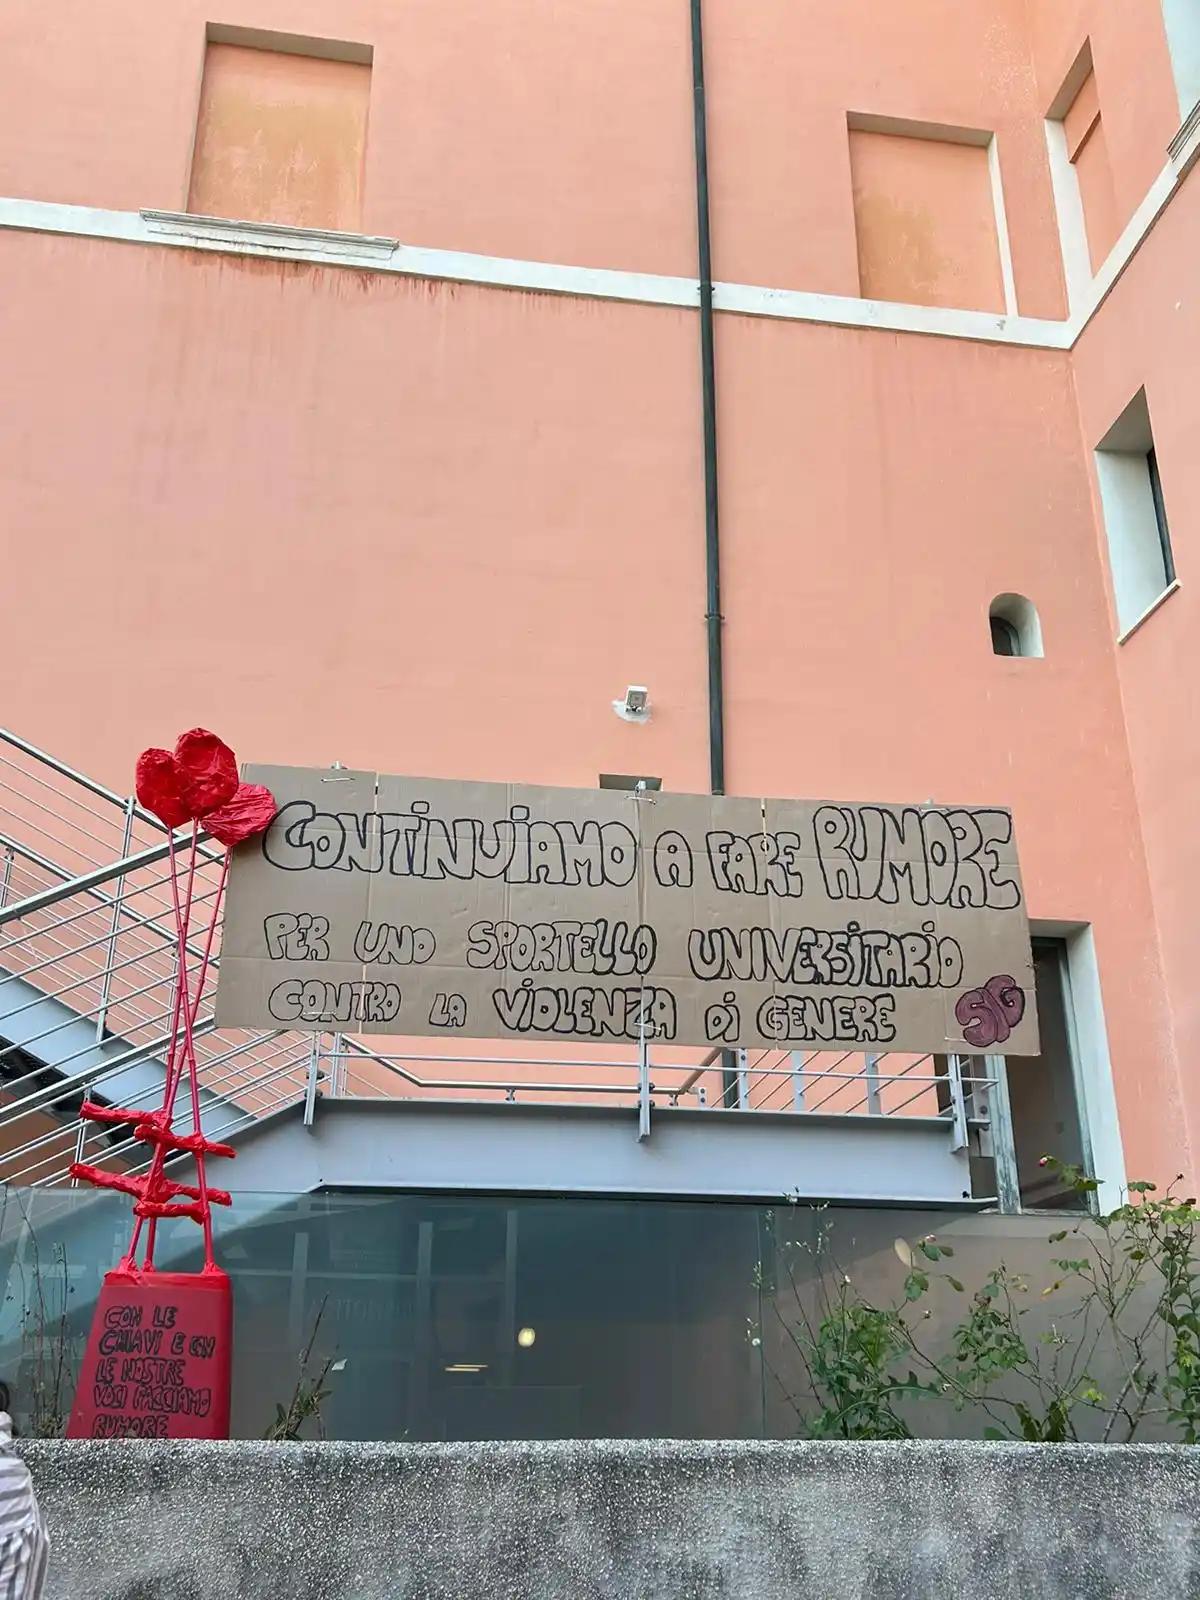 CONTINUIAMO A FARE RUMORE
PER UNO SPORTELLO UNIVERSITARIO
CONTRO LA VIOLENZA DI GENERE
SIG
CON LE
CHIAVI E CON
LE NOSTRE
VOCI FACCIAMO
RUMORE